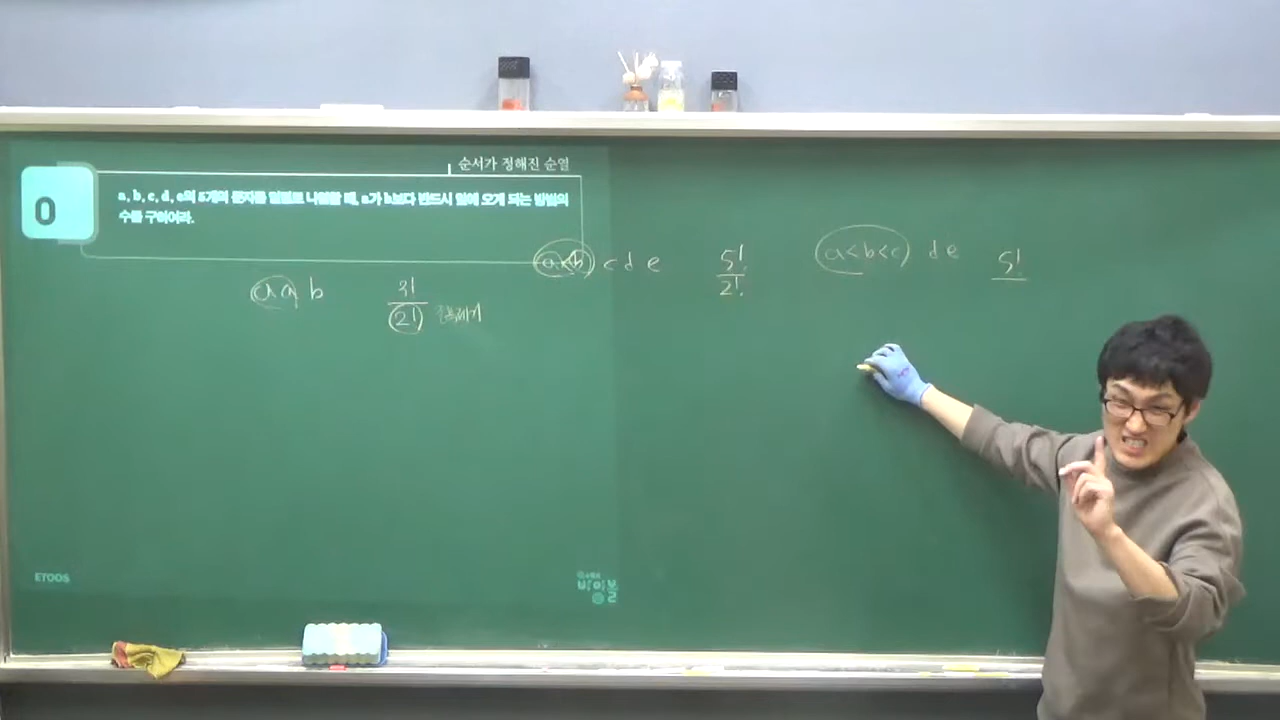 순서가 정해진 순열
0
a, b, c, d, e의 5개의 문자를 일렬로 나열할 때, a가 b보다 반드시 앞에 오게 되는 방법의
수를 구하여라.
a<b c d e 5!/2!
a<b<c d e 5!
a a b 3!/2!
ETOOS